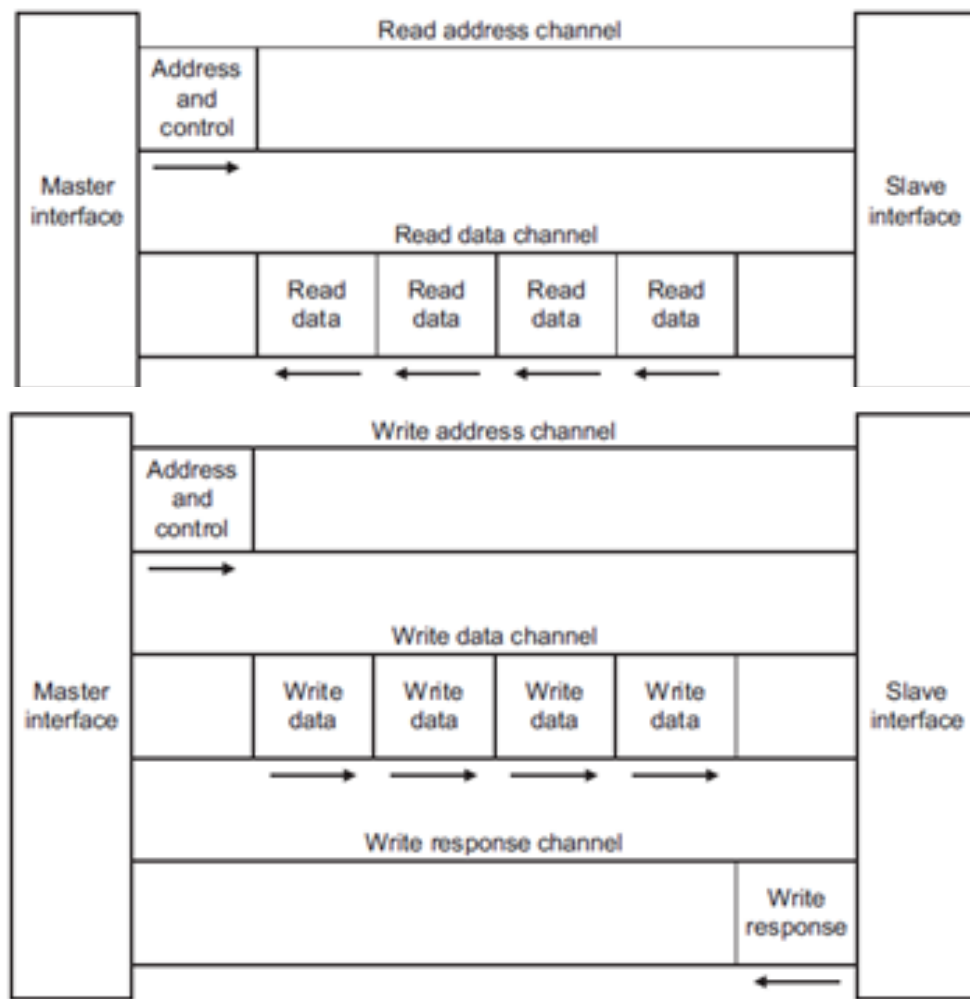 Read address channel
Address
and
control
Master
interface
Slave
interface
Read data channel
Read
data
Read
data
Read
data
Read
data
Write address channel
Address
and
control
Write data channel
Master
interface
Write
data
Write
data
Write
data
Write
data
Slave
interface
Write response channel
Write
response